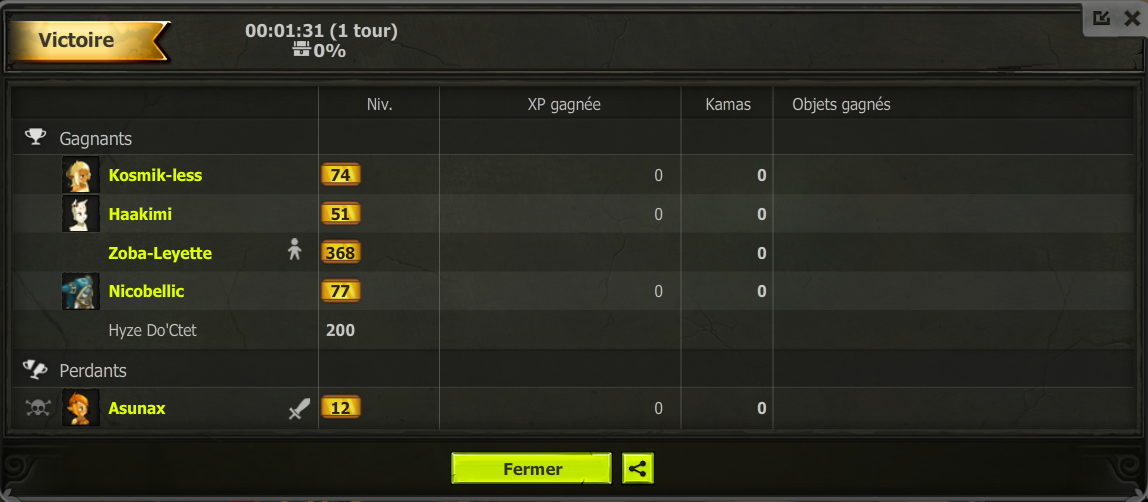 Victoire
00:01:31 (1 tour)
0%
Niv. XP gagnée Kamas Objets gagnés
Gagnants
Kosmik-less 74 0 0
Haakimi 51 0 0
Zoba-Leyette 368 0
Nicobellic 77 0 0
Hyze Do'Ctet 200
Perdants
Asunax 12 0 0
Fermer